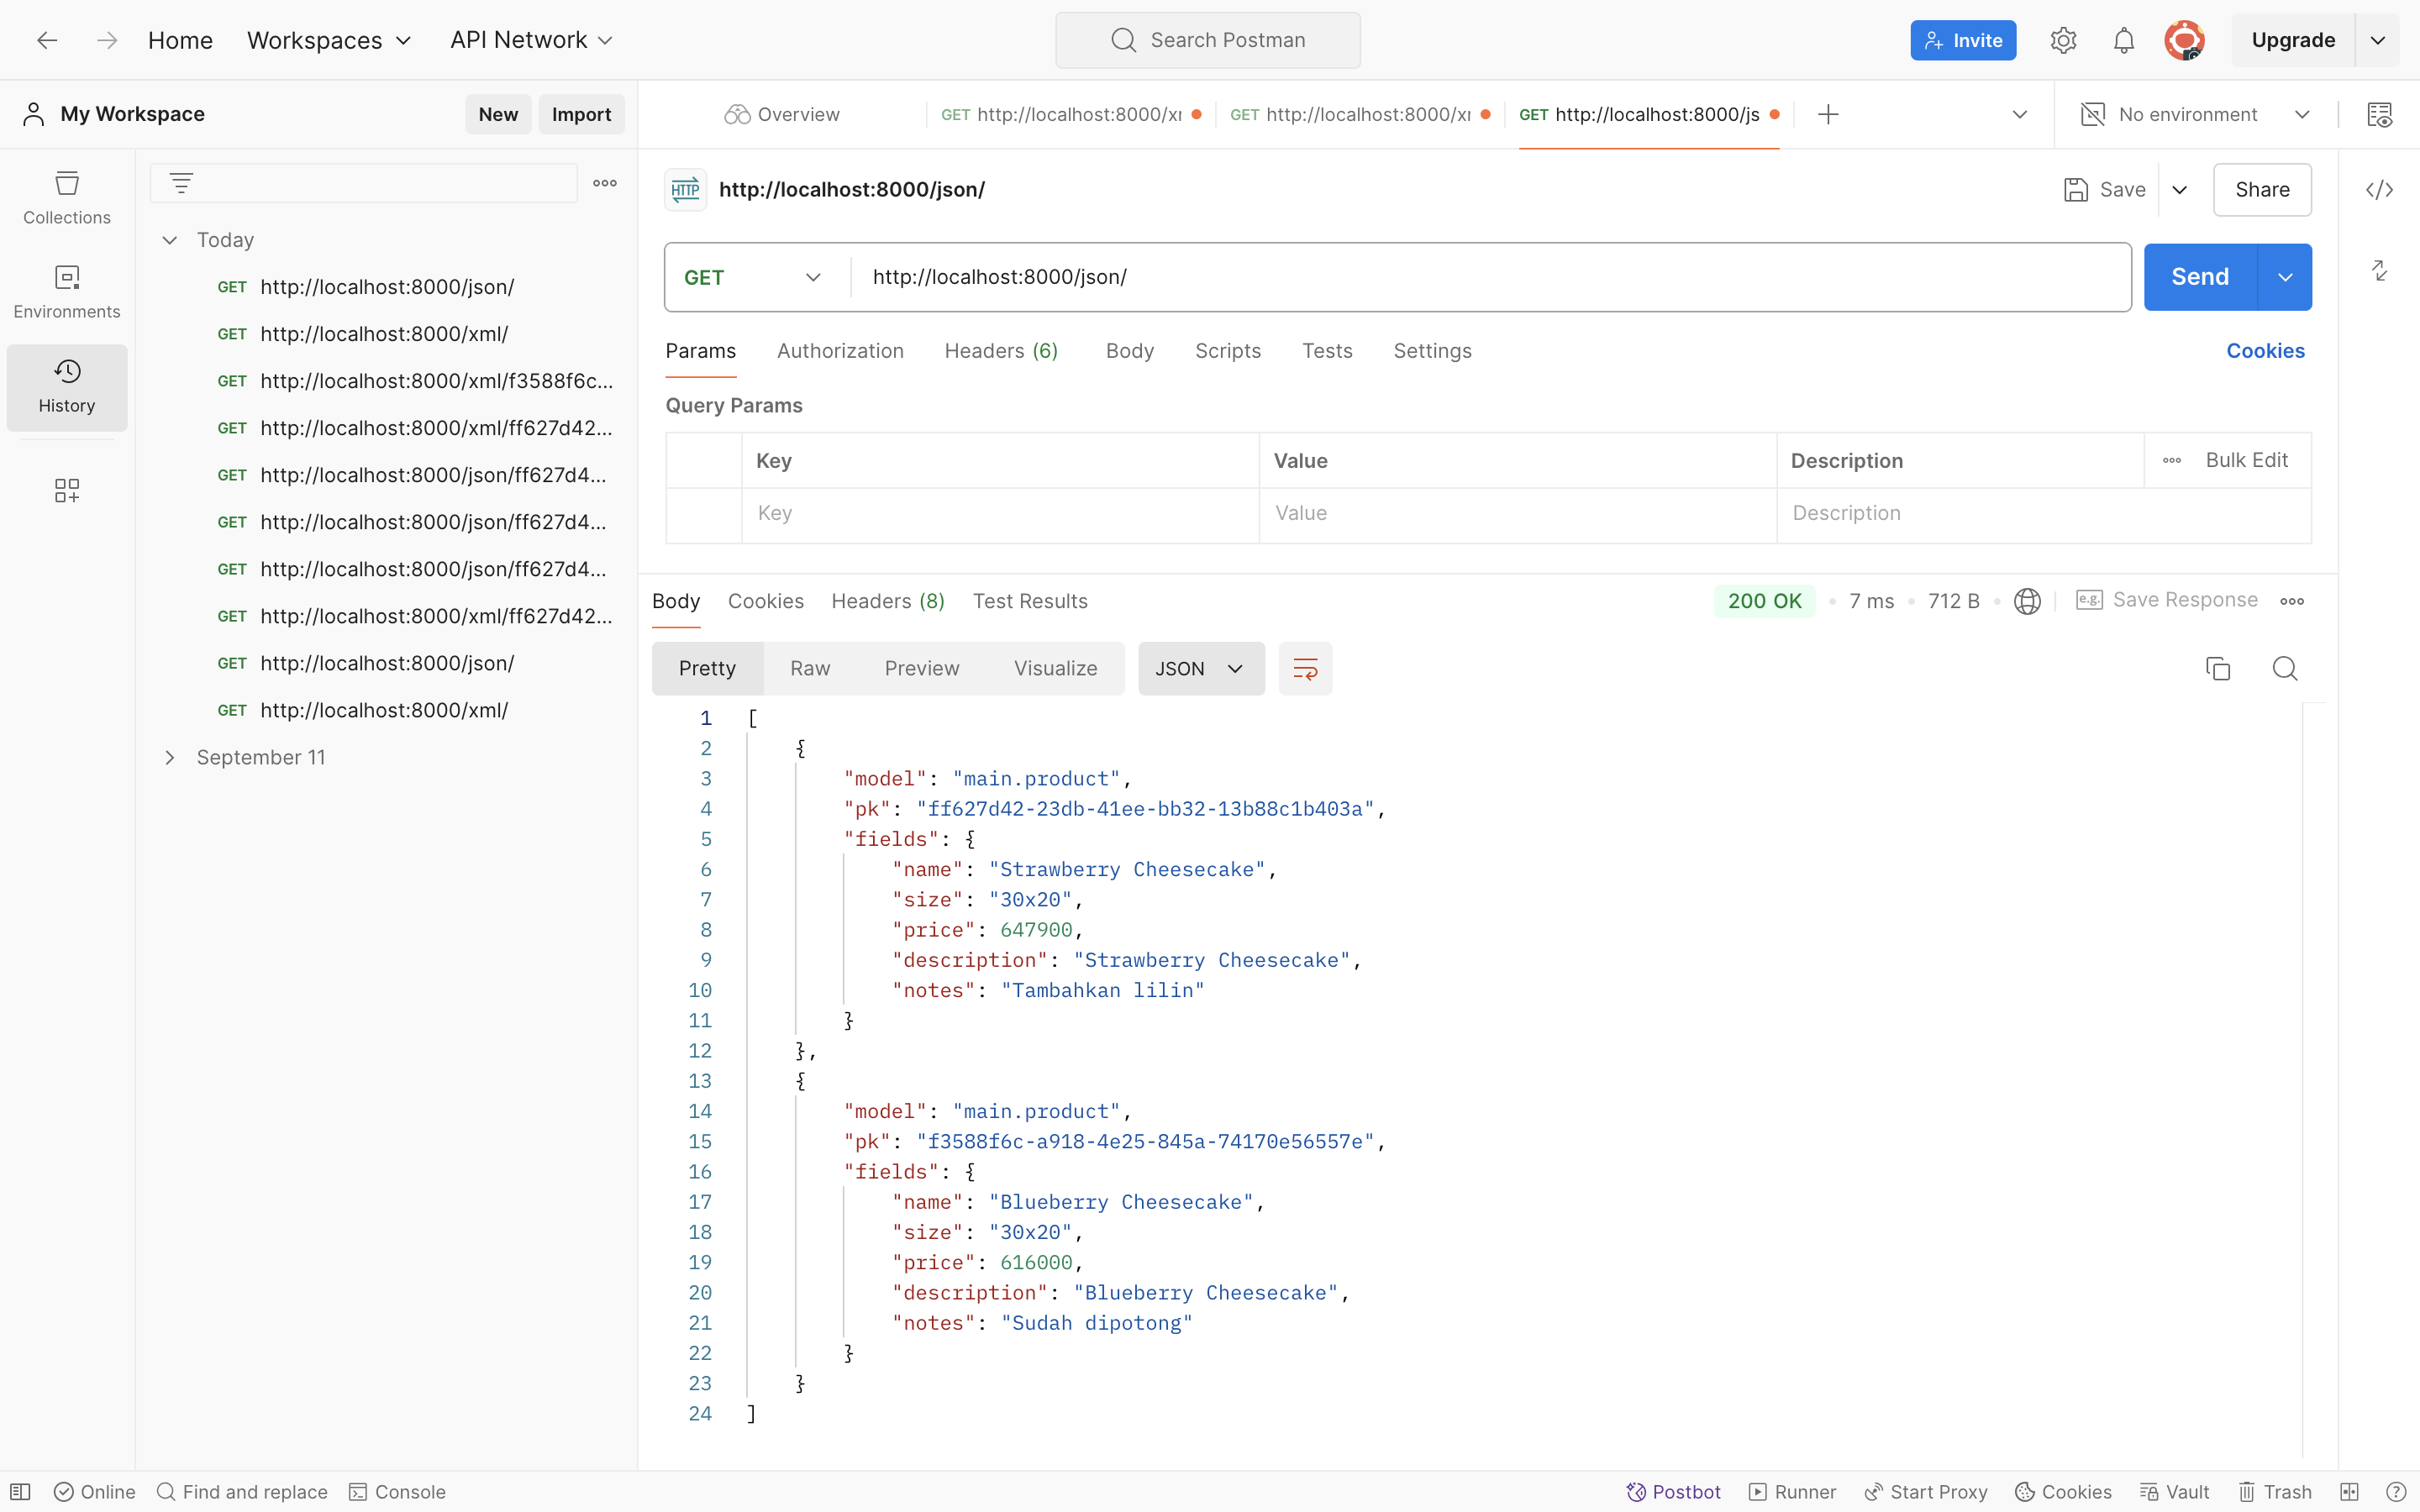 Home Workspaces API Network Search Postman Invite Upgrade
My Workspace New Import
Overview GET http://localhost:8000/xr GET http://localhost:8000/xr GET http://localhost:8000/js No environment
Collections
Environments
History
Today
GET http://localhost:8000/json/
GET http://localhost:8000/xml/
GET http://localhost:8000/xml/f3588f6c...
GET http://localhost:8000/xml/ff627d42...
GET http://localhost:8000/json/ff627d4...
GET http://localhost:8000/json/ff627d4...
GET http://localhost:8000/json/ff627d4...
GET http://localhost:8000/xml/ff627d42...
GET http://localhost:8000/json/
GET http://localhost:8000/xml/
September 11
HTTP http://localhost:8000/json/ Save Share
GET http://localhost:8000/json/ Send
Params Authorization Headers (6) Body Scripts Tests Settings Cookies
Query Params
Key Value Description Bulk Edit
Key Value Description
Body Cookies Headers (8) Test Results 200 OK 7 ms 712 B e.g. Save Response
Pretty Raw Preview Visualize JSON
1 [
2 {
3 "model": "main.product",
4 "pk": "ff627d42-23db-41ee-bb32-13b88c1b403a",
5 "fields": {
6 "name": "Strawberry Cheesecake",
7 "size": "30x20",
8 "price": 647900,
9 "description": "Strawberry Cheesecake",
10 "notes": "Tambahkan lilin"
11 }
12 },
13 {
14 "model": "main.product",
15 "pk": "f3588f6c-a918-4e25-845a-74170e56557e",
16 "fields": {
17 "name": "Blueberry Cheesecake",
18 "size": "30x20",
19 "price": 616000,
20 "description": "Blueberry Cheesecake",
21 "notes": "Sudah dipotong"
22 }
23 }
24 ]
Online Find and replace Console Postbot Runner Start Proxy Cookies Vault Trash